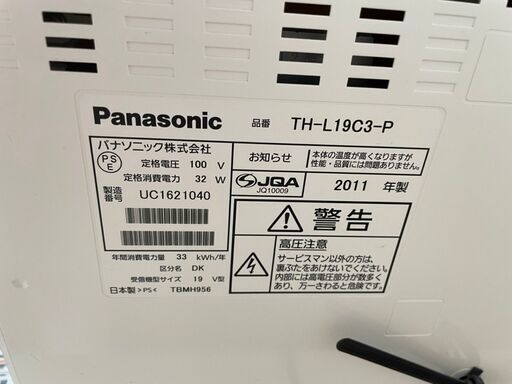 Panasonic 品番 TH-L19C3-P
パナソニック株式会社
PS
E
定格電圧 100 V
定格消費電力 32 W
製造
番号 UC1621040
年間消費電力量 33 kWh/年
区分名 DK
受信機型サイズ 19 V型
日本製 >PS< TBMH956
お知らせ
本体の温度が高くなりますが
性能・品質には問題ありません。
JQA
JQ10009
2011 年製
警告
高圧注意
サービスマン以外の方は、
裏ぶたをあけないでください。
内部には高電圧部分が数多く
あり、万一さわると危険です。